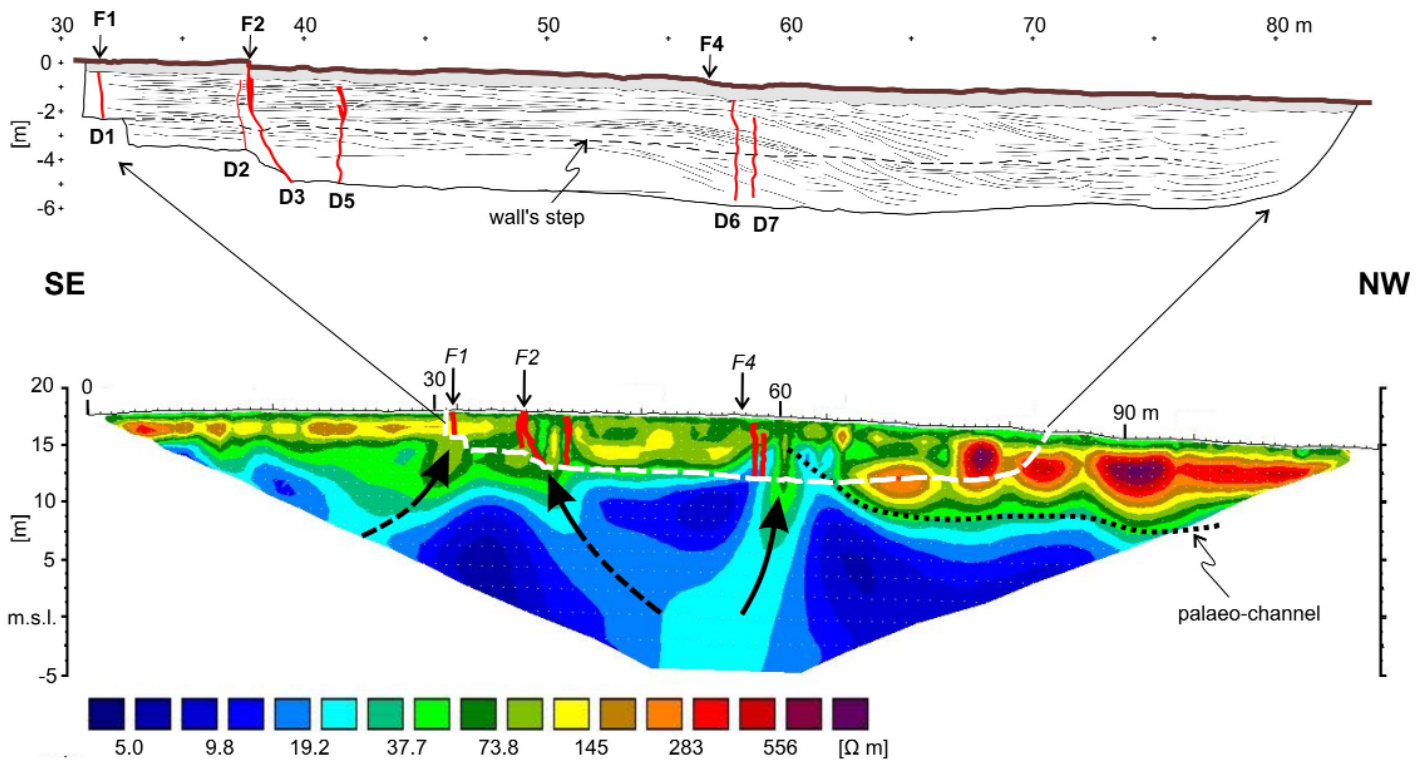 F1 F2 F4
30 40 50 60 70 80 m
0
-2
-4
-6
[m]
D1 D2 D3 D5 D6 D7
wall's step
SE NW
F1 F2 F4
0 30 60 90 m
20
15
10
5
m.s.l.
-5
[m]
palaeo-channel
5.0 9.8 19.2 37.7 73.8 145 283 556 [Ω m]